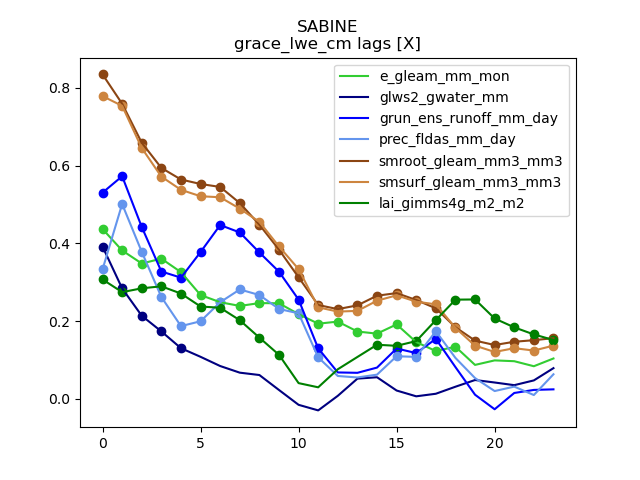 SABINE
grace_lwe_cm lags [X]
e_gleam_mm_mon
glws2_gwater_mm
grun_ens_runoff_mm_day
prec_fldas_mm_day
smroot_gleam_mm3_mm3
smsurf_gleam_mm3_mm3
lai_gimms4g_m2_m2
0.8
0.6
0.4
0.2
0.0
0 5 10 15 20